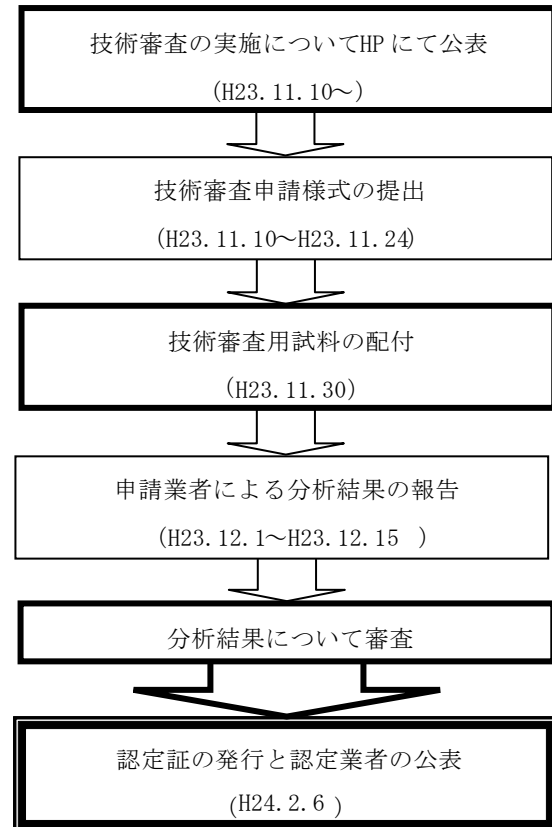 技術審査の実施についてHPにて公表
(H23.11.10～)
技術審査申請様式の提出
(H23.11.10～H23.11.24)
技術審査用試料の配付
(H23.11.30)
申請業者による分析結果の報告
(H23.12.1～H23.12.15 )
分析結果について審査
認定証の発行と認定業者の公表
(H24.2.6 )